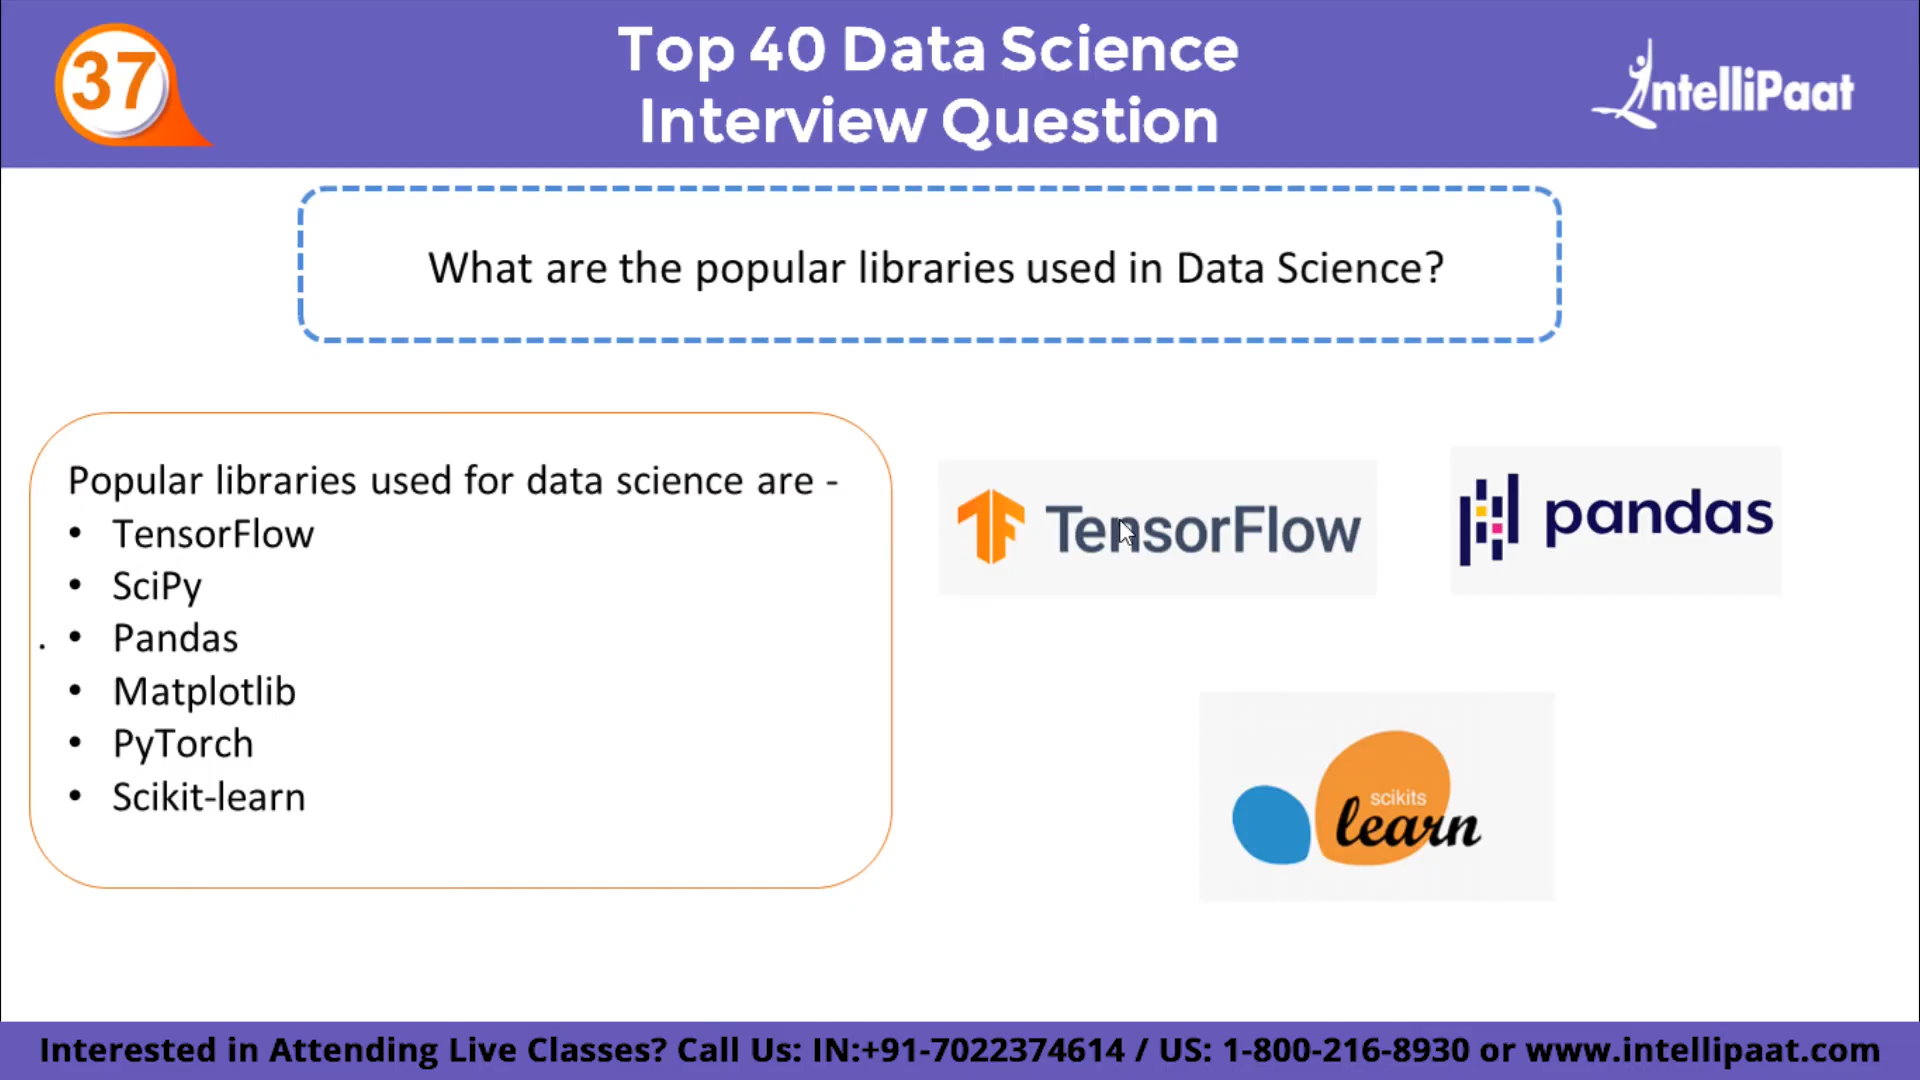 37
Top 40 Data Science
Interview Question
IntelliPaat
What are the popular libraries used in Data Science?
Popular libraries used for data science are -
• TensorFlow
• SciPy
. • Pandas
• Matplotlib
• PyTorch
• Scikit-learn
TensorFlow
pandas
scikits
learn
Interested in Attending Live Classes? Call Us: IN:+91-7022374614 / US: 1-800-216-8930 or www.intellipaat.com